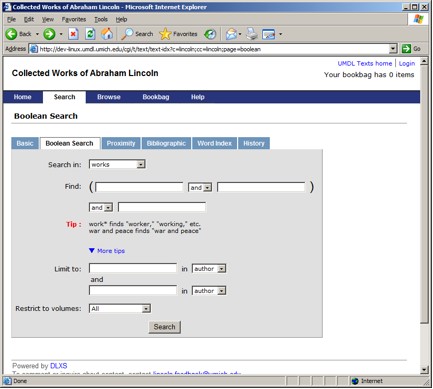 Collected Works of Abraham Lincoln - Microsoft Internet Explorer
File Edit View Favorites Tools Help
Back Search Favorites
Address http://dev-linux.umdl.umich.edu/cgi/t/text/text-idx?c=lincoln;cc=lincoln;page=boolean Go
UMDL Texts home | Login
Collected Works of Abraham Lincoln
Your bookbag has 0 items
Home Search Browse Bookbag Help
Boolean Search
Basic Boolean Search Proximity Bibliographic Word Index History
Search in: works
Find: ( and )
and
Tip : work* finds "worker," "working," etc.
war and peace finds "war and peace"
More tips
Limit to: in author
and
in author
Restrict to volumes: All
Search
Powered by DLXS
Done Internet